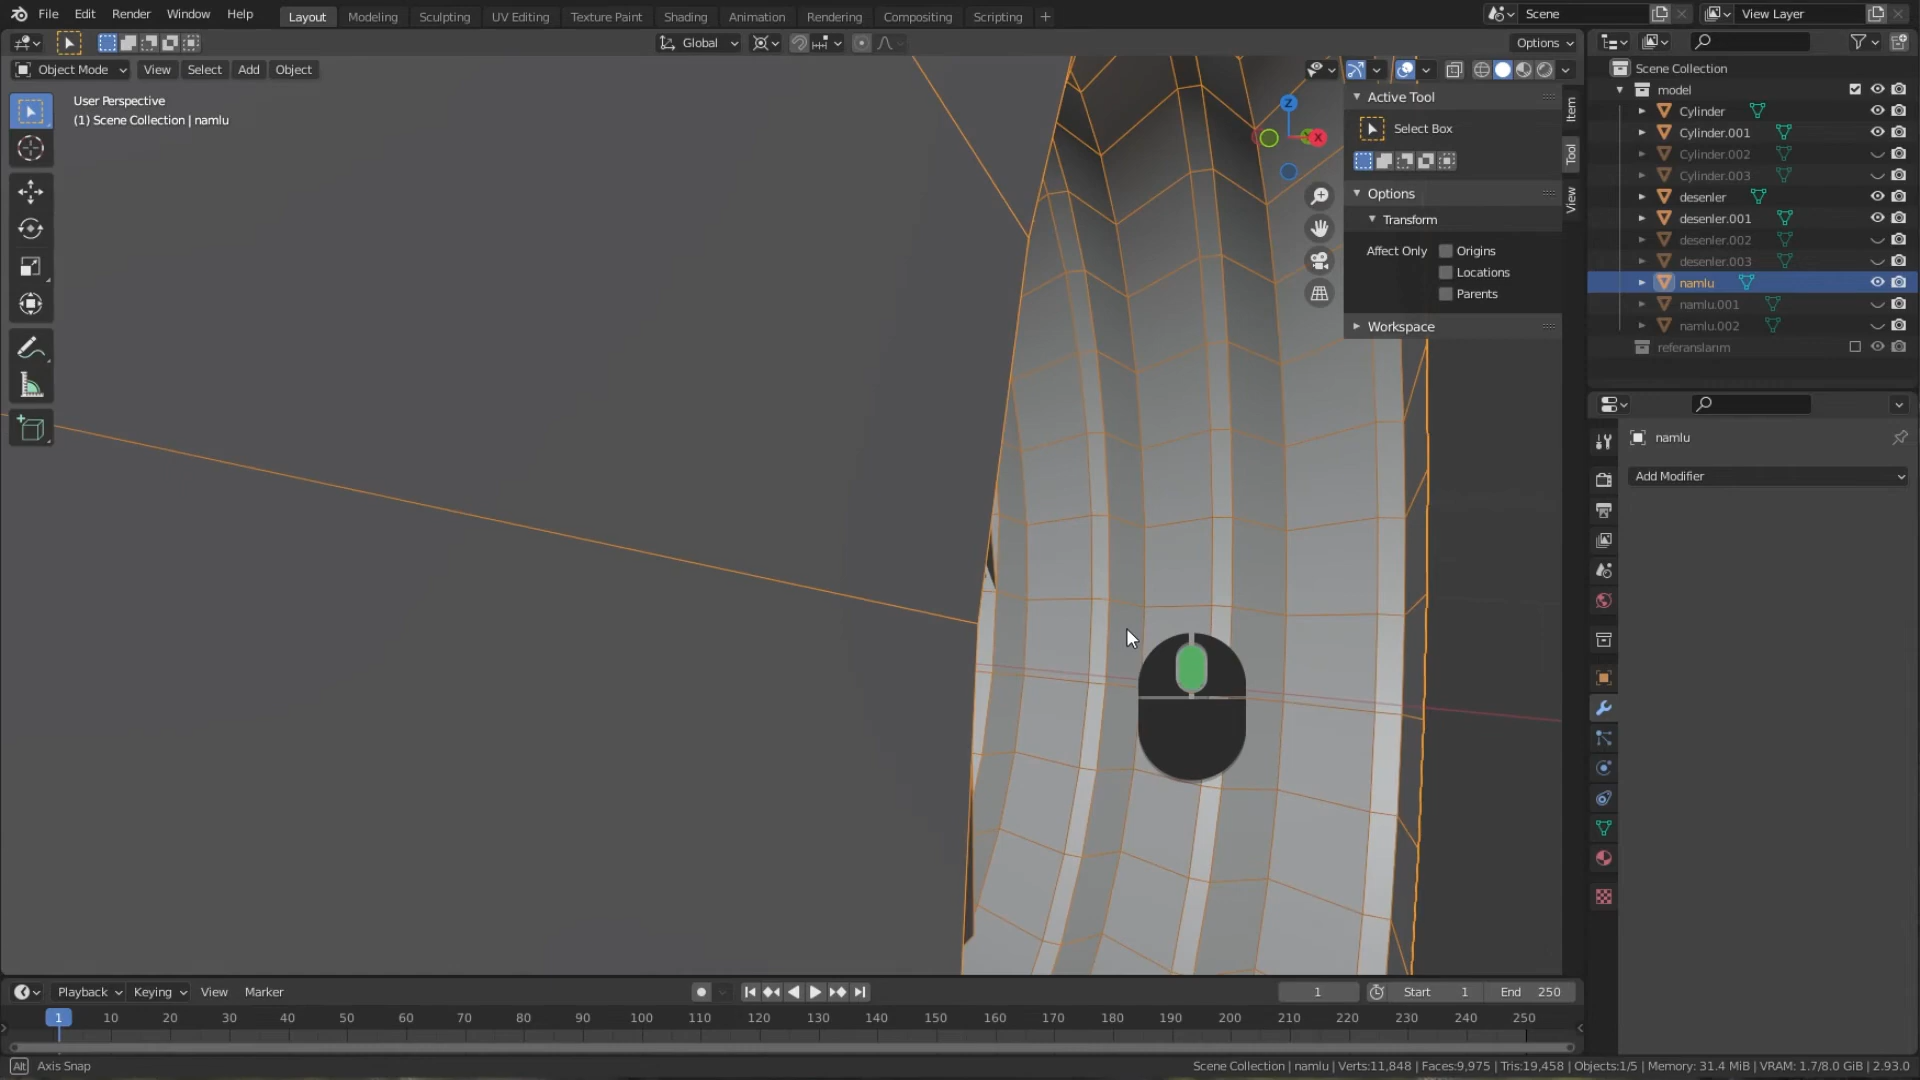 File Edit Render Window Help Layout Modeling Sculpting UV Editing Texture Paint Shading Animation Rendering Compositing Scripting + Scene View Layer
Global Options
Object Mode View Select Add Object
User Perspective
(1) Scene Collection | namlu
Z
X
Active Tool
Select Box
Options
Transform
Affect Only Origins
Locations
Parents
Workspace
Item
Tool
View
Scene Collection
model
Cylinder
Cylinder.001
Cylinder.002
Cylinder.003
desenler
desenler.001
desenler.002
desenler.003
namlu
namlu.001
namlu.002
referanslarım
namlu
Add Modifier
Playback Keying View Marker 1 Start 1 End 250
1 10 20 30 40 50 60 70 80 90 100 110 120 130 140 150 160 170 180 190 200 210 220 230 240 250
Alt Axis Snap
Scene Collection | namlu | Verts:11,848 | Faces:9,975 | Tris:19,458 | Objects:1/5 | Memory: 31.4 MiB | VRAM: 1.7/8.0 GiB | 2.93.0